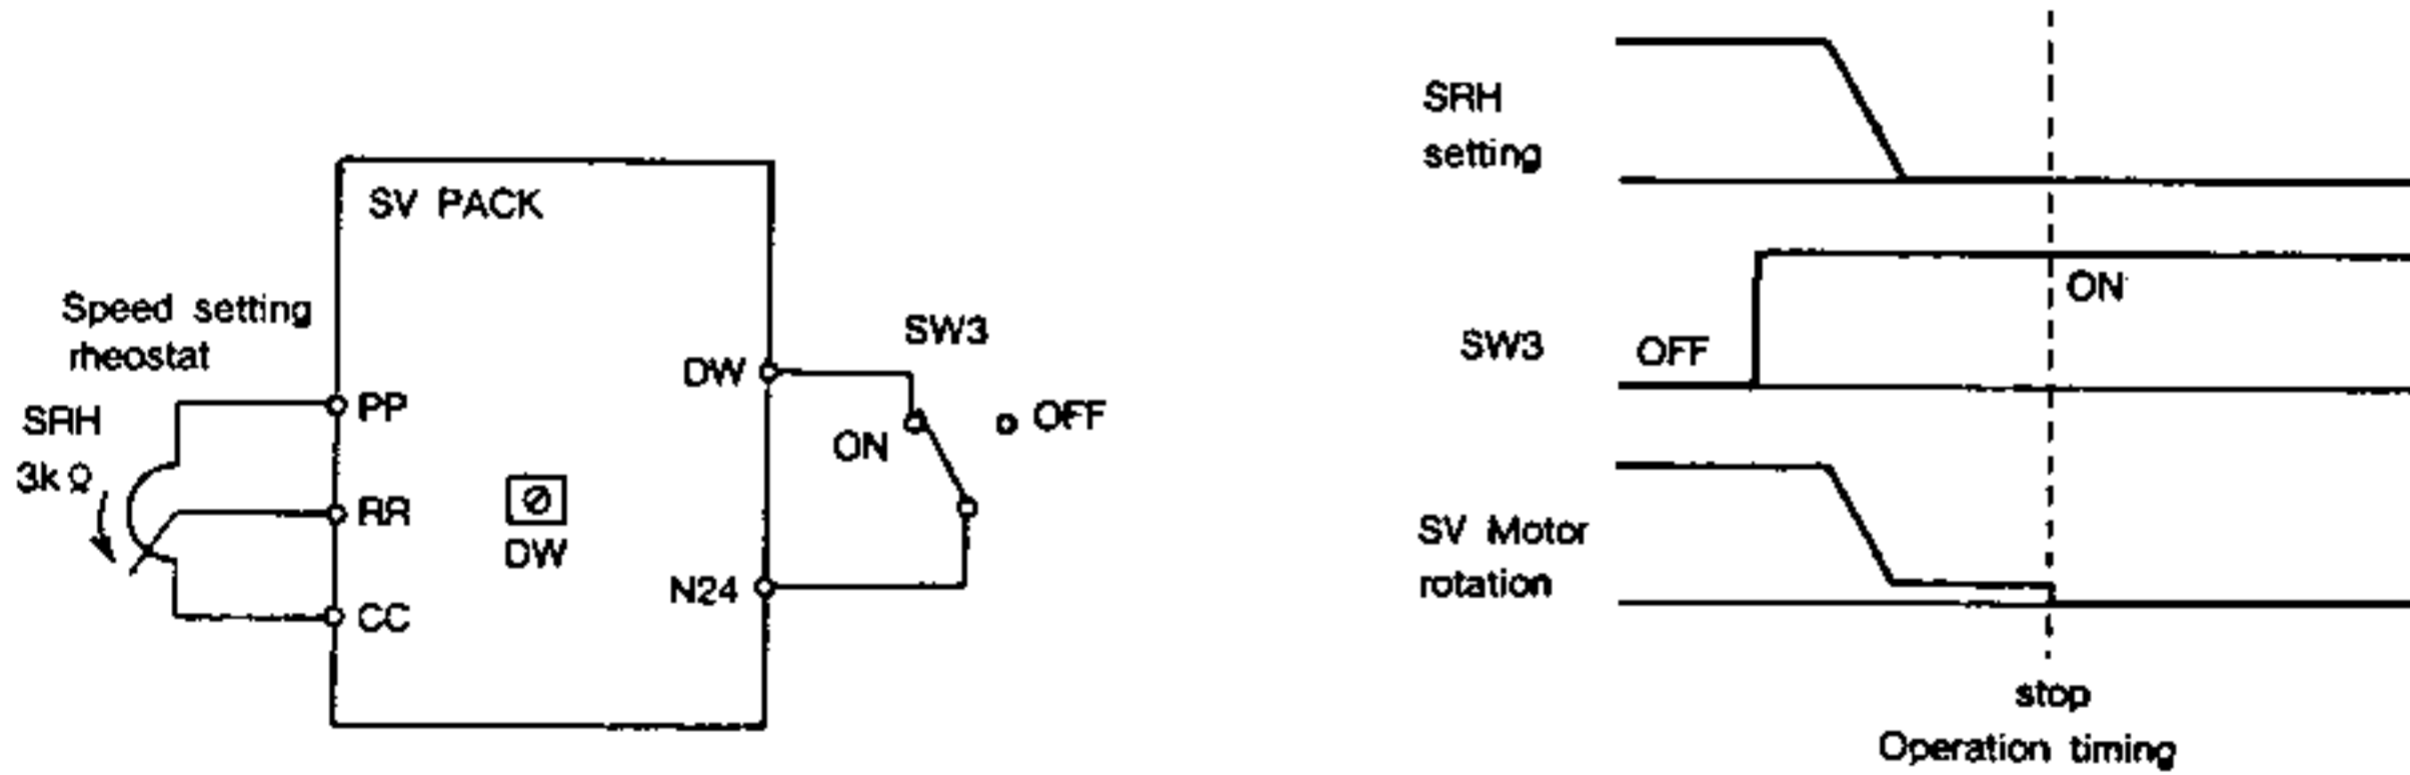 SV PACK
Speed setting
rheostat
SRH
3kΩ
PP
RR
CC
DW
DW
N24
SW3
ON
OFF
SRH
setting
SW3
OFF
ON
SV Motor
rotation
stop
Operation timing